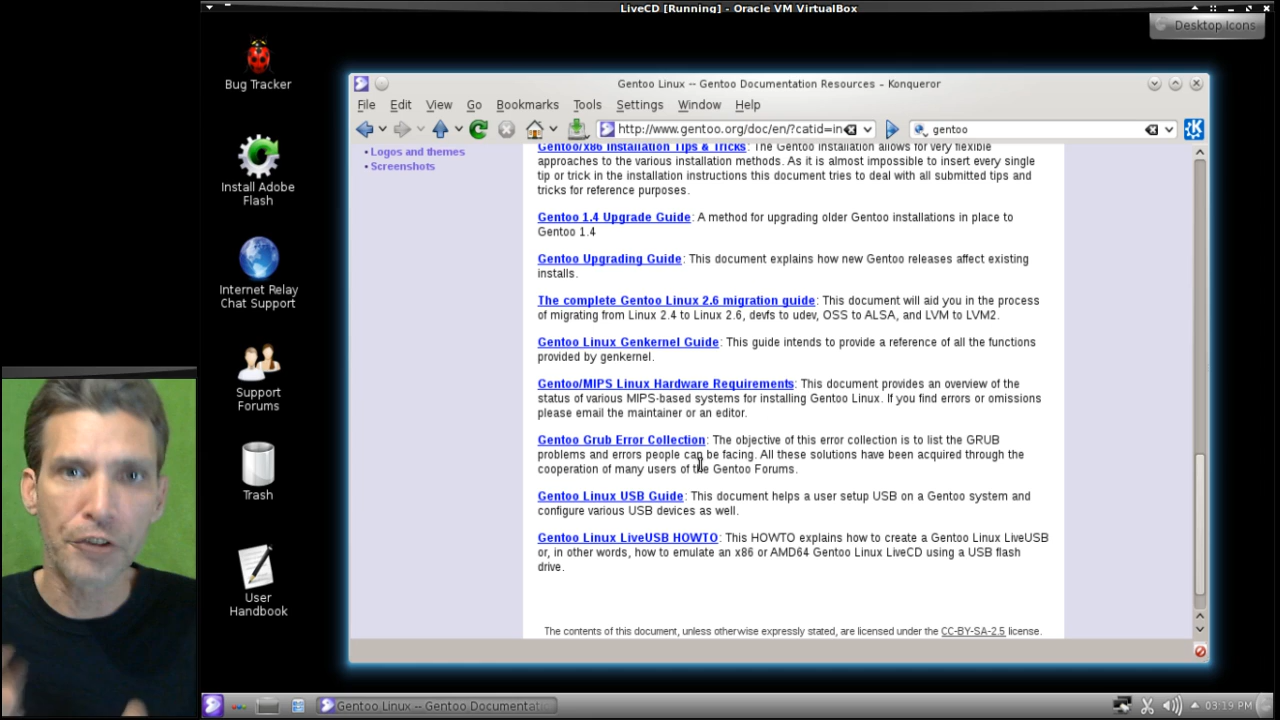 LiveCD [Running] - Oracle VM VirtualBox
Desktop Icons
Bug Tracker
Install Adobe
Flash
Internet Relay
Chat Support
Support
Forums
Trash
User
Handbook
Gentoo Linux -- Gentoo Documentation Resources – Konqueror
File Edit View Go Bookmarks Tools Settings Window Help
http://www.gentoo.org/doc/en/?catid=in
gentoo
• Logos and themes
• Screenshots
Gentoo/x86 Installation Tips & Tricks: The Gentoo installation allows for very flexible
approaches to the various installation methods. As it is almost impossible to insert every single
tip or trick in the installation instructions this document tries to deal with all submitted tips and
tricks for reference purposes.
Gentoo 1.4 Upgrade Guide: A method for upgrading older Gentoo installations in place to
Gentoo 1.4
Gentoo Upgrading Guide: This document explains how new Gentoo releases affect existing
installs.
The complete Gentoo Linux 2.6 migration guide: This document will aid you in the process
of migrating from Linux 2.4 to Linux 2.6, devfs to udev, OSS to ALSA, and LVM to LVM2.
Gentoo Linux Genkernel Guide: This guide intends to provide a reference of all the functions
provided by genkernel.
Gentoo/MIPS Linux Hardware Requirements: This document provides an overview of the
status of various MIPS-based systems for installing Gentoo Linux. If you find errors or omissions
please email the maintainer or an editor.
Gentoo Grub Error Collection: The objective of this error collection is to list the GRUB
problems and errors people can be facing. All these solutions have been acquired through the
cooperation of many users of the Gentoo Forums.
Gentoo Linux USB Guide: This document helps a user setup USB on a Gentoo system and
configure various USB devices as well.
Gentoo Linux LiveUSB HOWTO: This HOWTO explains how to create a Gentoo Linux LiveUSB
or, in other words, how to emulate an x86 or AMD64 Gentoo Linux LiveCD using a USB flash
drive.
The contents of this document, unless otherwise expressly stated, are licensed under the CC-BY-SA-2.5 license.
Gentoo Linux -- Gentoo Documentati
03:19 PM